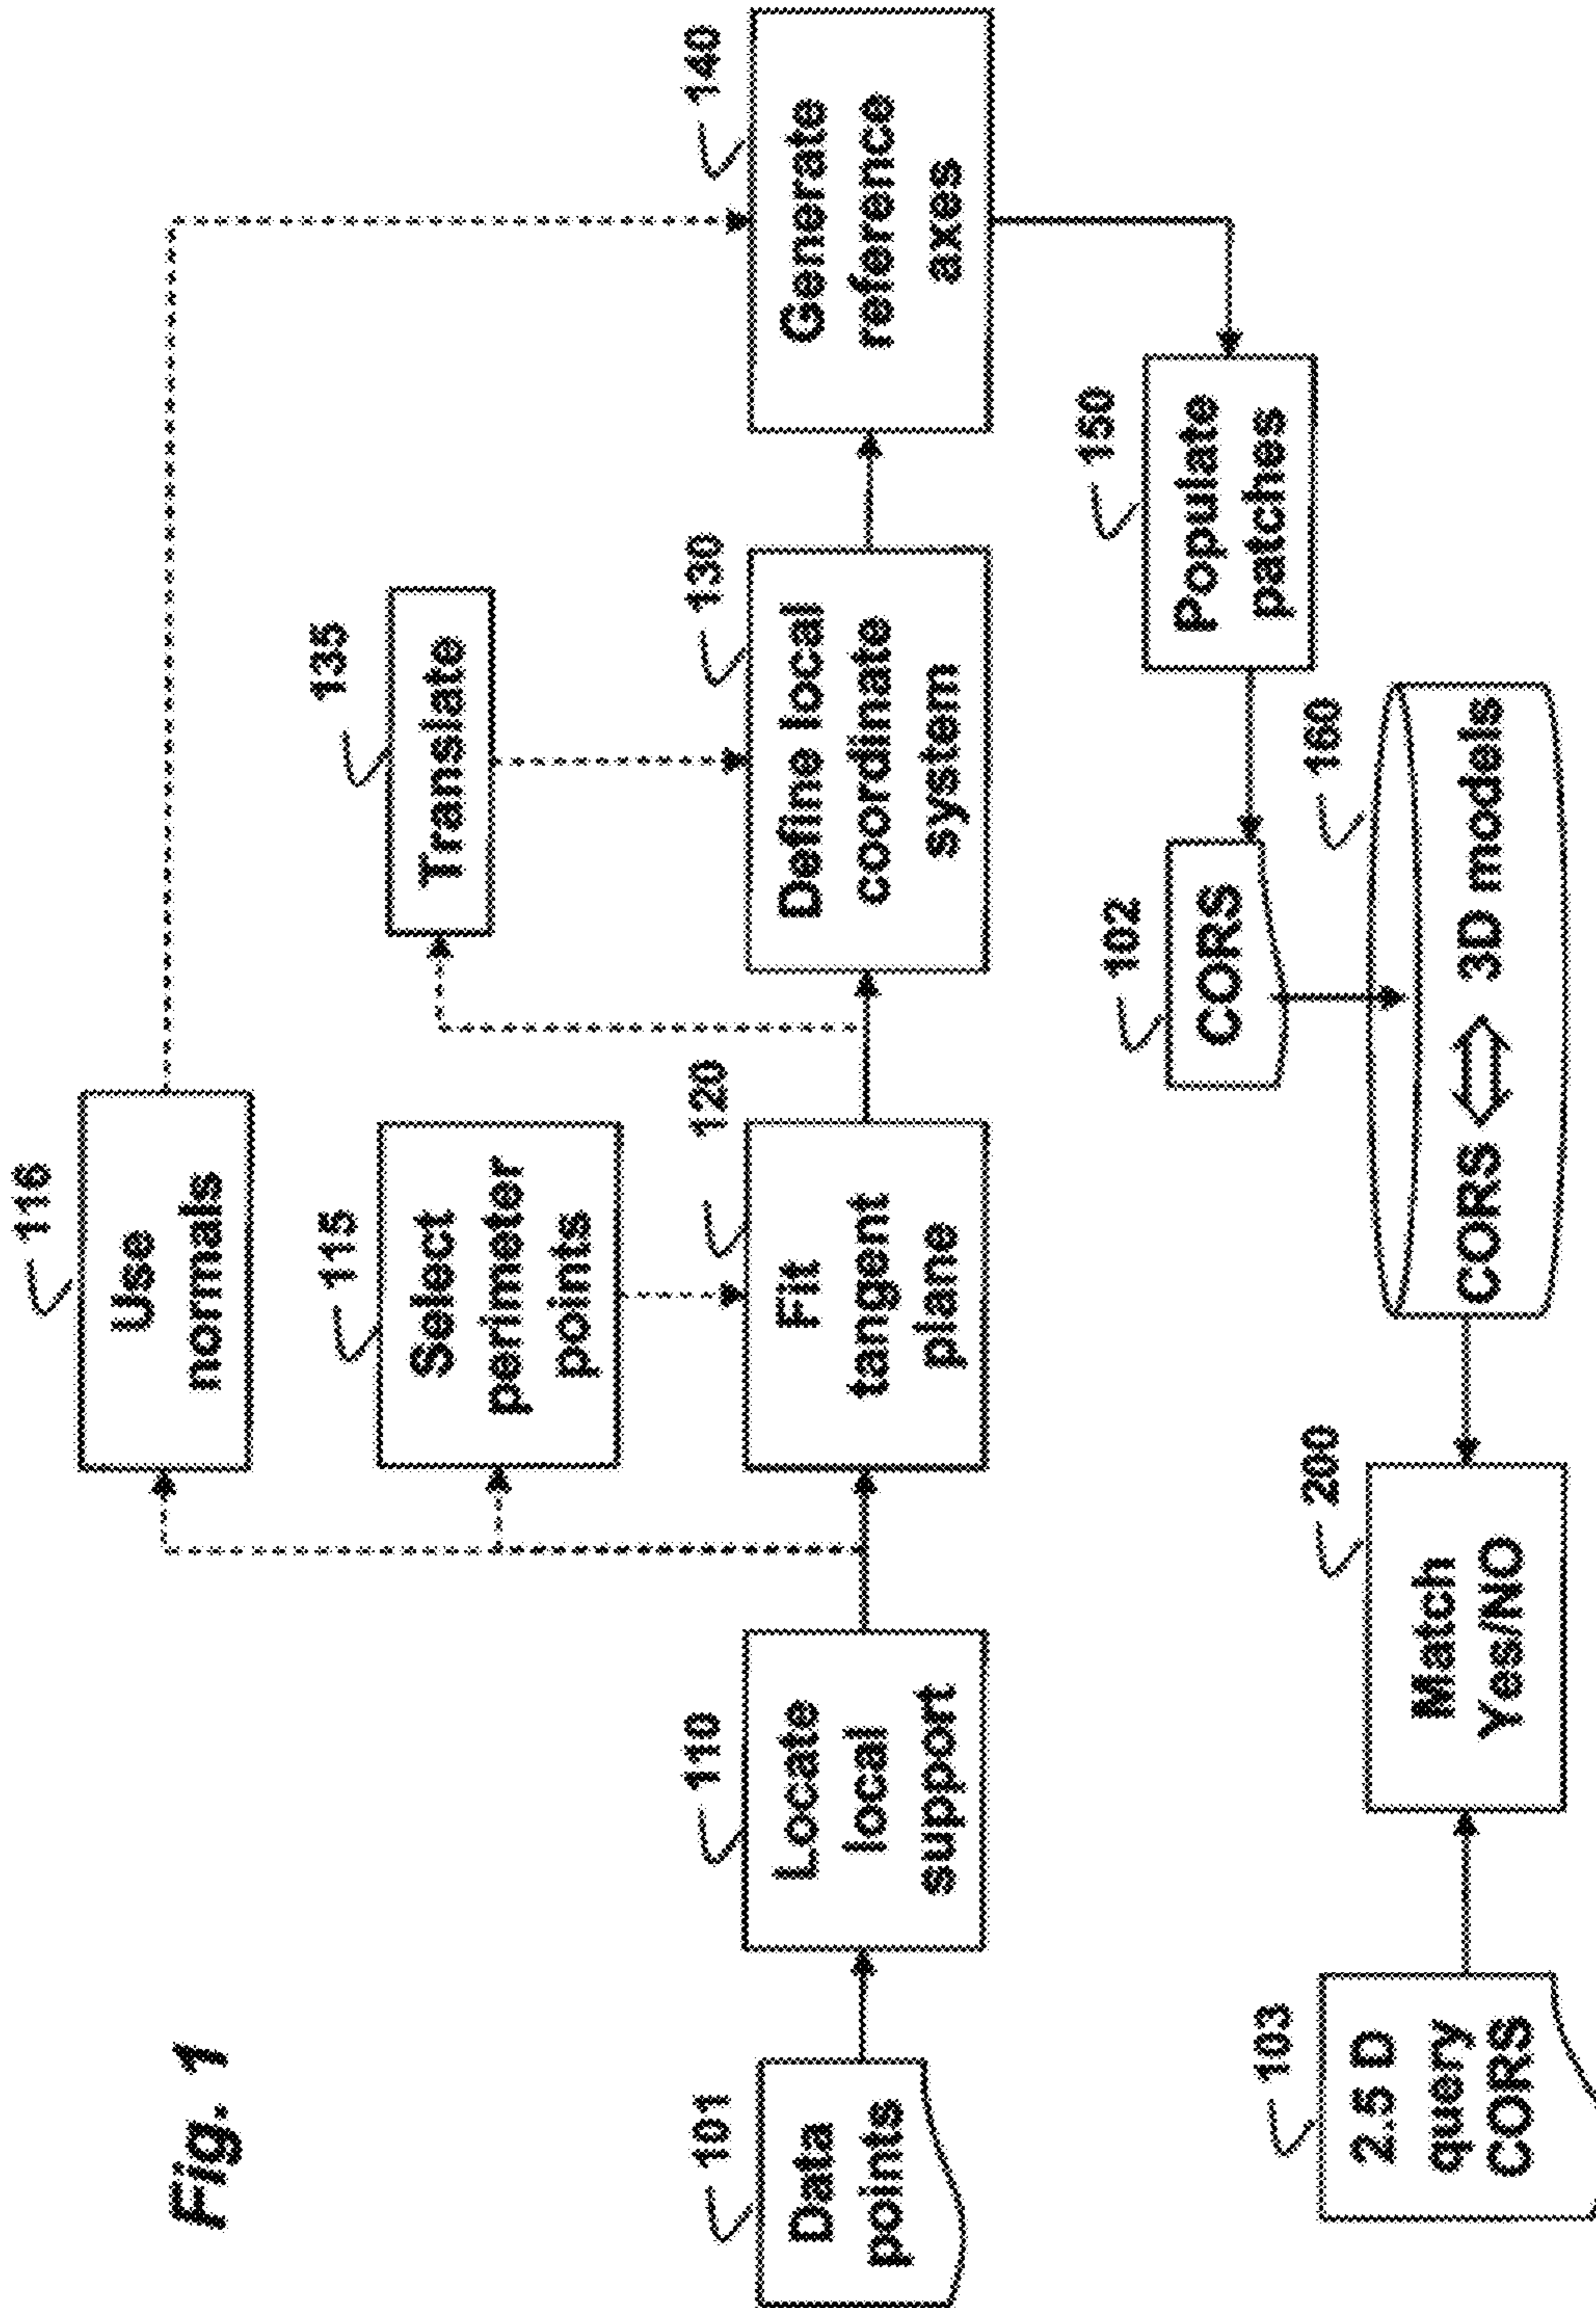 Fig. 1
116
Use
normals
115
Select
perimeter
points
135
Translate
101
Data
points
110
Locate
local
support
120
Fit
tangent
plane
130
Define local
coordinate
system
140
Generate
reference
axes
150
Populate
patches
102
CORS
160
CORS ⇔ 3D models
200
Match
Yes/NO
103
2.5 D
query
CORS